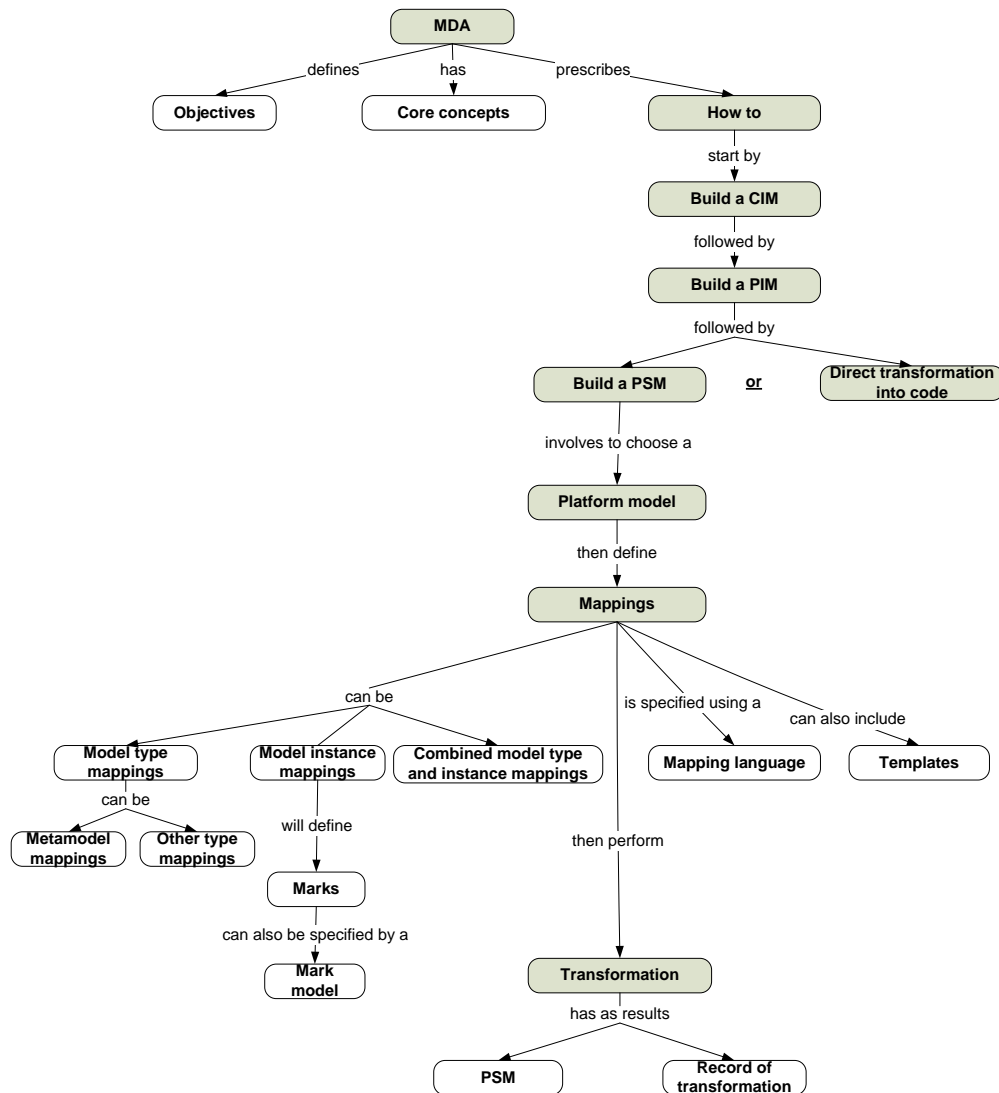 MDA
defines
has
prescribes
Objectives
Core concepts
How to
start by
Build a CIM
followed by
Build a PIM
followed by
Build a PSM
or
Direct transformation
into code
involves to choose a
Platform model
then define
Mappings
can be
is specified using a
can also include
Model type
mappings
Model instance
mappings
Combined model type
and instance mappings
Mapping language
Templates
can be
will define
then perform
Metamodel
mappings
Other type
mappings
Marks
can also be specified by a
Mark
model
Transformation
has as results
PSM
Record of
transformation